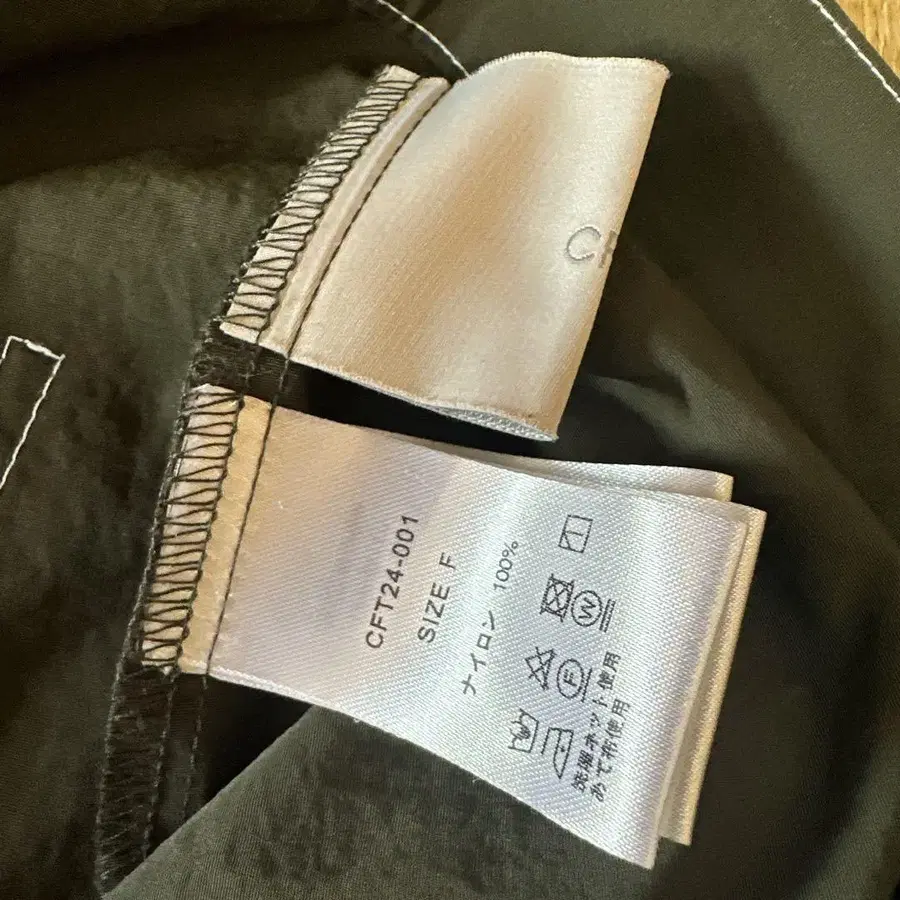 CFT24-001
SIZE F
ナイロン 100%
W
F
洗濯ネット使用
あて布使用